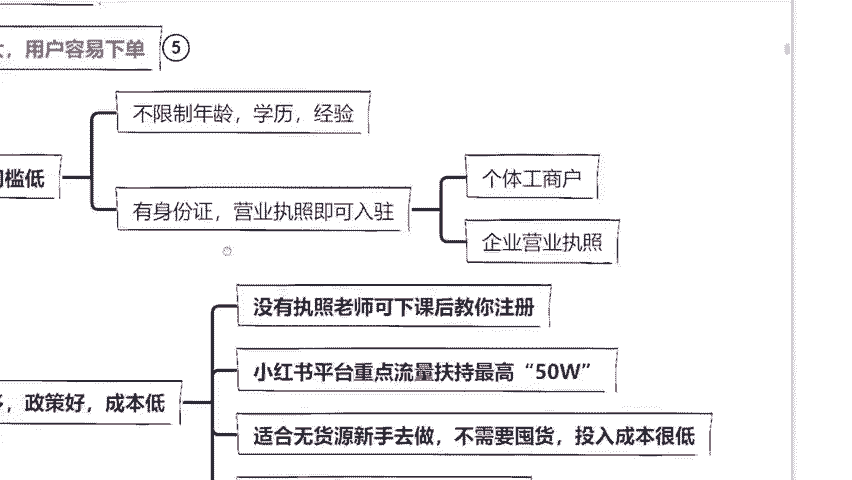 ，用户容易下单 5
不限制年龄，学历，经验
槛低
有身份证，营业执照即可入驻
个体工商户
企业营业执照
没有执照老师可下课后教你注册
小红书平台重点流量扶持最高“50W”
，政策好，成本低
适合无货源新手去做，不需要囤货，投入成本很低